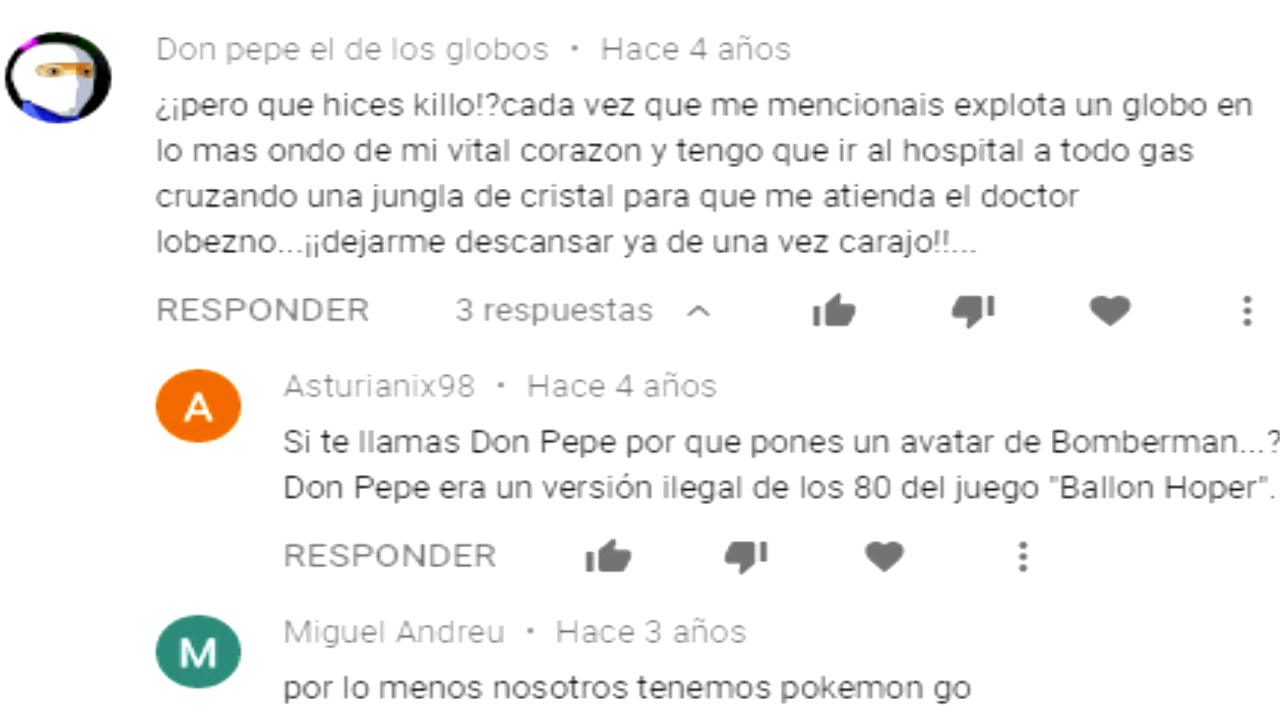 Don pepe el de los globos • Hace 4 años
¿¡pero que hices killo!?cada vez que me mencionais explota un globo en
lo mas ondo de mi vital corazon y tengo que ir al hospital a todo gas
cruzando una jungla de cristal para que me atienda el doctor
lobezno...¡¡dejarme descansar ya de una vez carajo!!...
RESPONDER 3 respuestas
A
Asturianix98 • Hace 4 años
Si te llamas Don Pepe por que pones un avatar de Bomberman...?
Don Pepe era un versión ilegal de los 80 del juego "Ballon Hoper".
RESPONDER
M
Miguel Andreu • Hace 3 años
por lo menos nosotros tenemos pokemon go